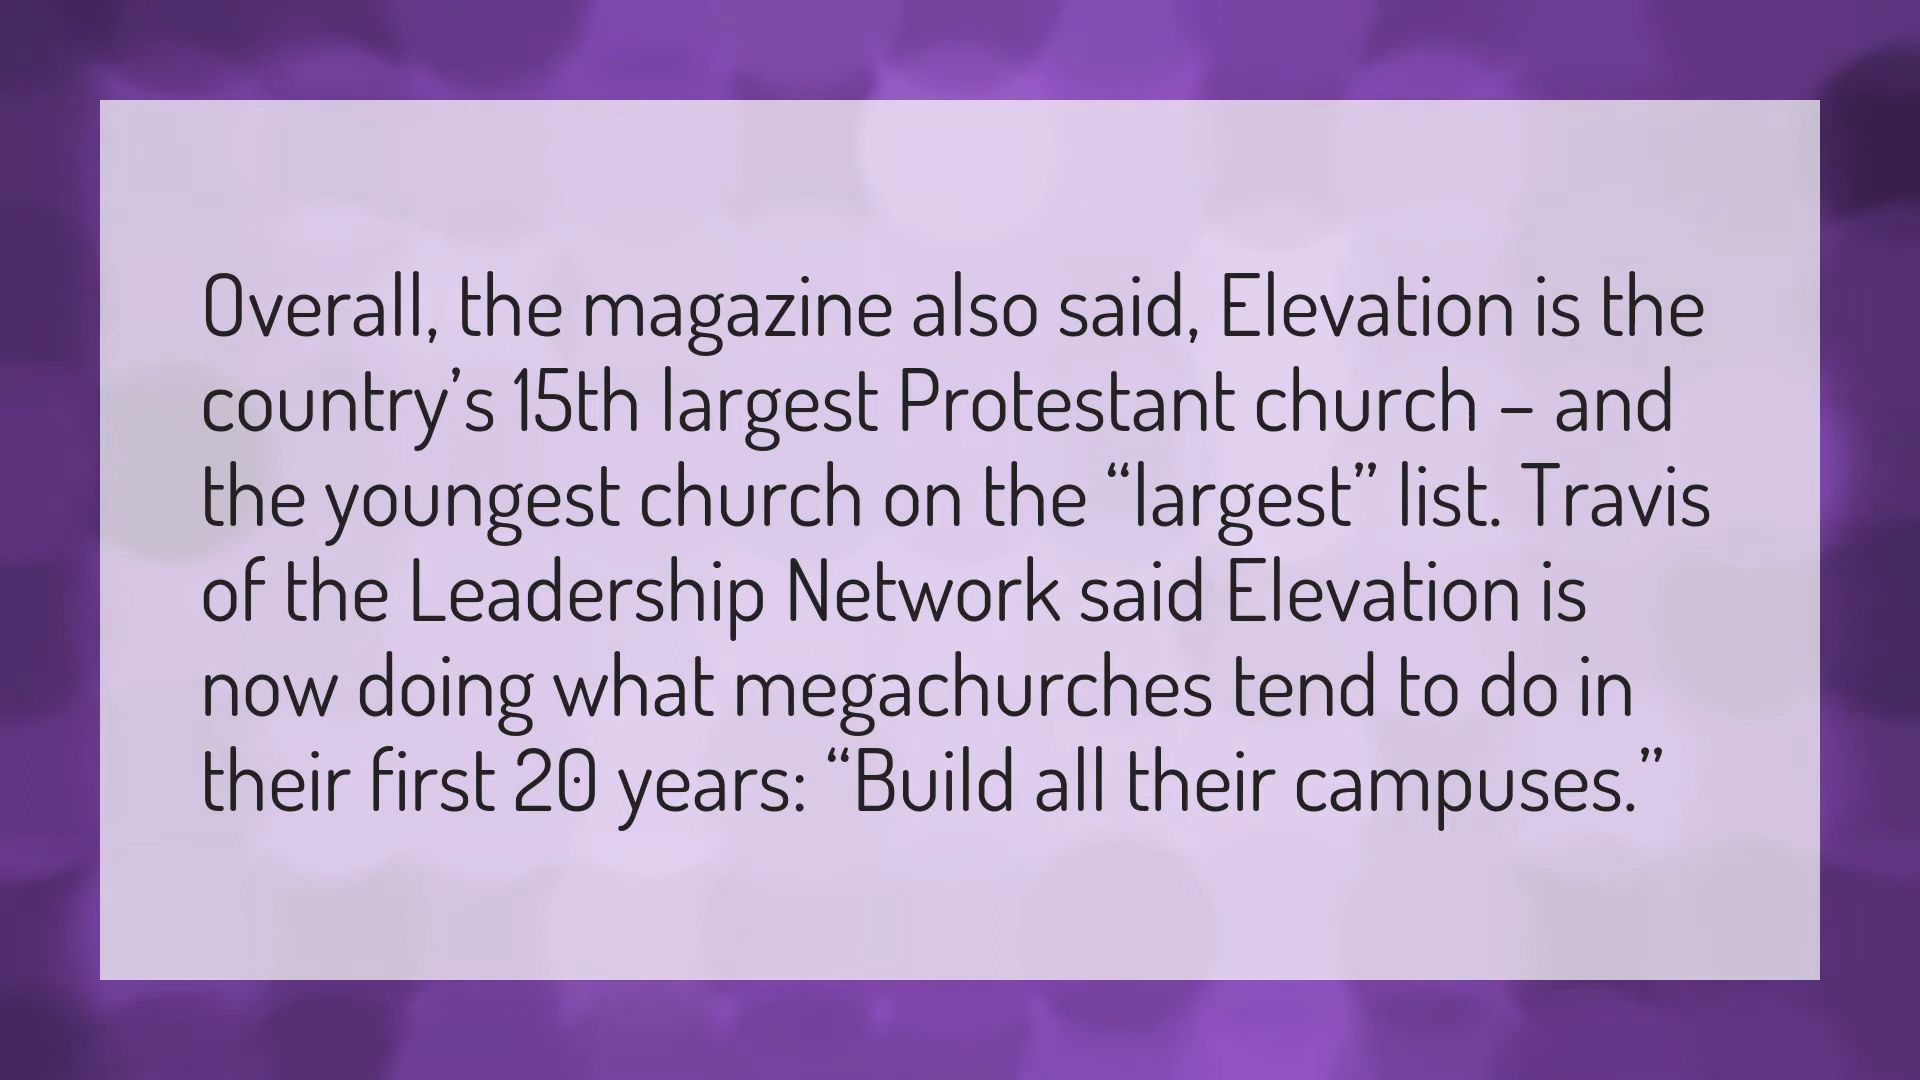 Overall, the magazine also said, Elevation is the
country’s 15th largest Protestant church – and
the youngest church on the “largest” list. Travis
of the Leadership Network said Elevation is
now doing what megachurches tend to do in
their first 20 years: “Build all their campuses.”